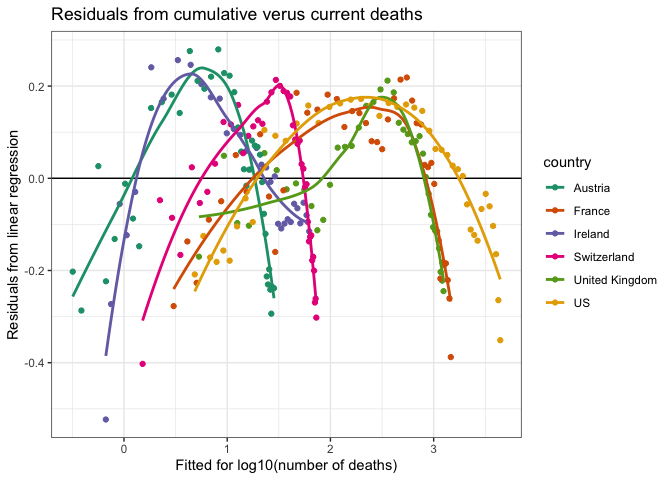 Residuals from cumulative verus current deaths
Residuals from linear regression
0.2
0.0
-0.2
-0.4
0
1
2
3
Fitted for log10(number of deaths)
country
Austria
France
Ireland
Switzerland
United Kingdom
US